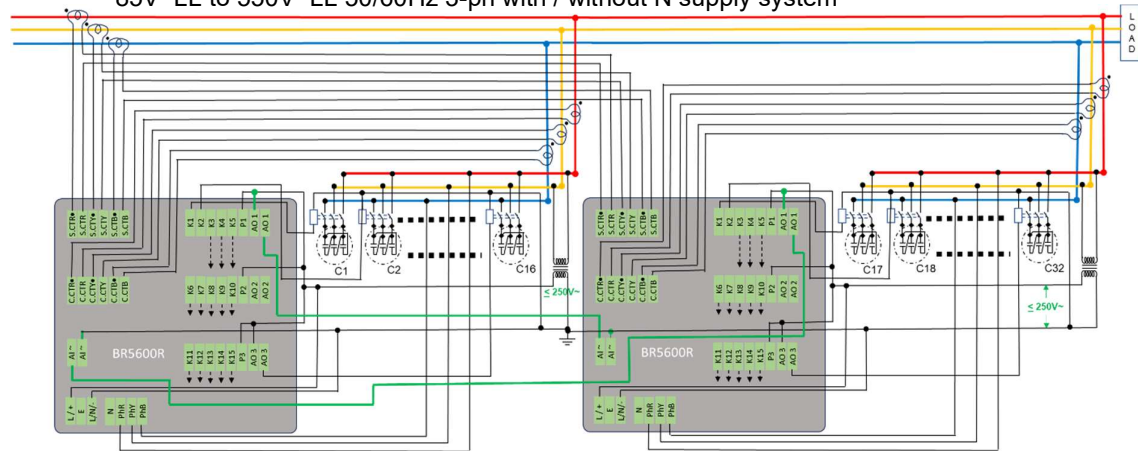 85V~LL to 550V~LL 50/60Hz 3-ph with / without N supply system
L
O
A
D
S.CTR●
S.CTR
S.CTY●
S.CTY
S.CTB●
S.CTB
K1
K2
K3
K4
K5
P1
AO 1
AO 1
C1
C2
C16
C.CTR●
C.CTR
C.CTY●
C.CTY
C.CTB●
C.CTB
K6
K7
K8
K9
K10
P2
AO 2
AO 2
≤ 250V~
AI~
AI~
BR5600R
K11
K12
K13
K14
K15
P3
AO 3
AO 3
L/+
E
L/N/-
N
PhR
PhY
PhB
S.CTR●
S.CTR
S.CTY●
S.CTY
S.CTB●
S.CTB
K1
K2
K3
K4
K5
P1
AO 1
AO 1
C17
C18
C32
C.CTR●
C.CTR
C.CTY●
C.CTY
C.CTB●
C.CTB
K6
K7
K8
K9
K10
P2
AO 2
AO 2
≤ 250V~
AI~
AI~
BR5600R
K11
K12
K13
K14
K15
P3
AO 3
AO 3
L/+
E
L/N/-
N
PhR
PhY
PhB